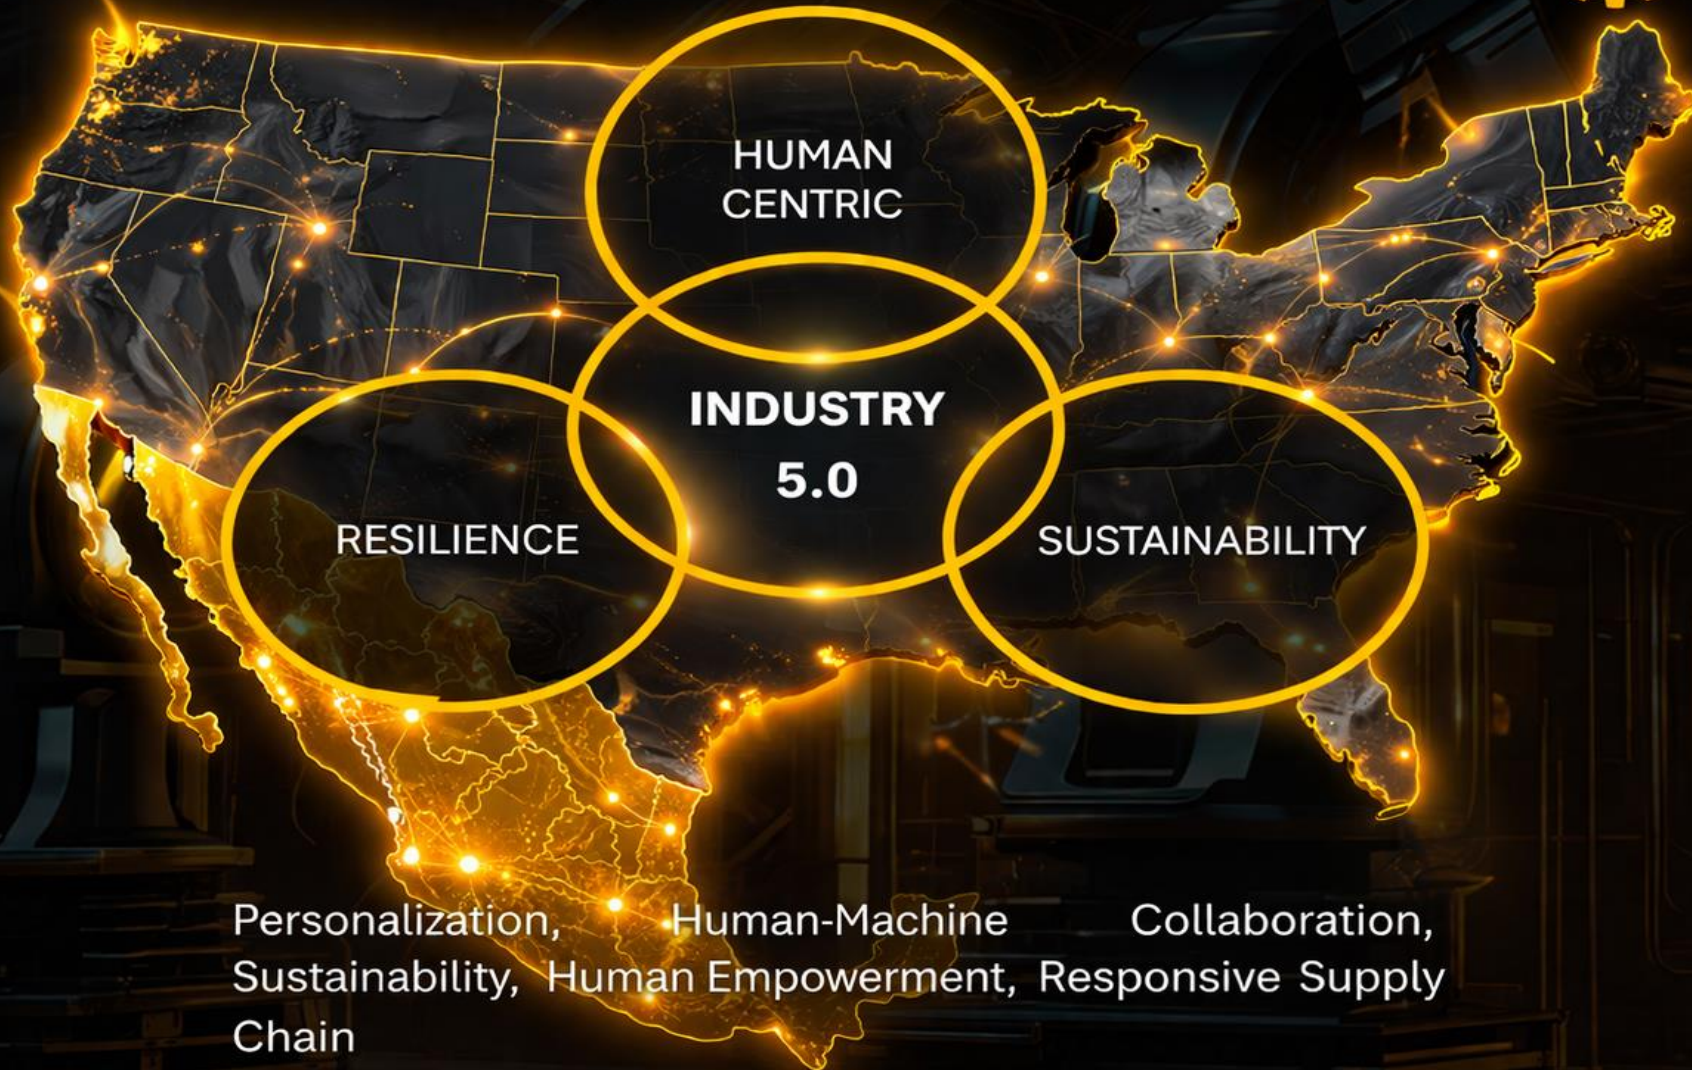 HUMAN
CENTRIC
INDUSTRY
5.0
RESILIENCE
SUSTAINABILITY
Personalization, Human-Machine Collaboration,
Sustainability, Human Empowerment, Responsive Supply
Chain